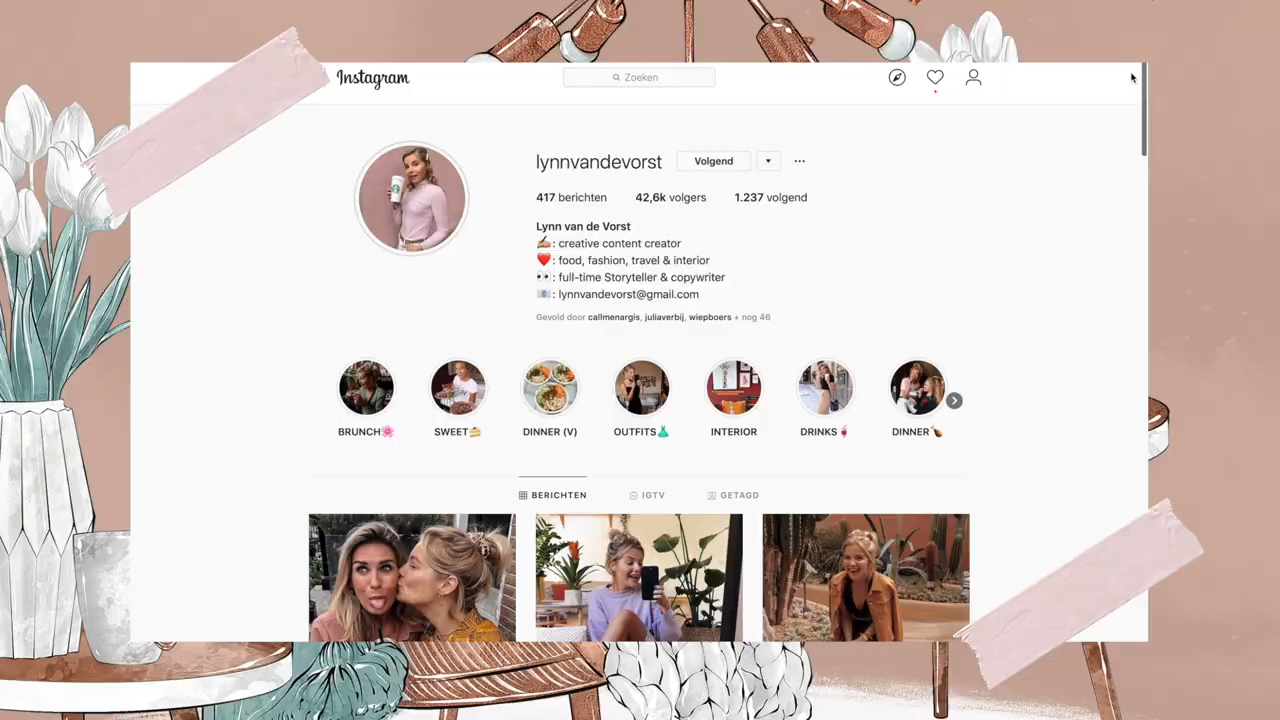 Instagram
Zoeken
lynnvandevorst Volgend
417 berichten 42,6k volgers 1.237 volgend
Lynn van de Vorst
✍🏼: creative content creator
❤️: food, fashion, travel & interior
👀: full-time Storyteller & copywriter
📧: lynnvandevorst@gmail.com
Gevold door callmenargis, juliaverbij, wiepboers + nog 46
BRUNCH🌸 SWEET🍰 DINNER (V) OUTFITS👗 INTERIOR DRINKS🍹 DINNER🍗
BERICHTEN IGTV GETAGD